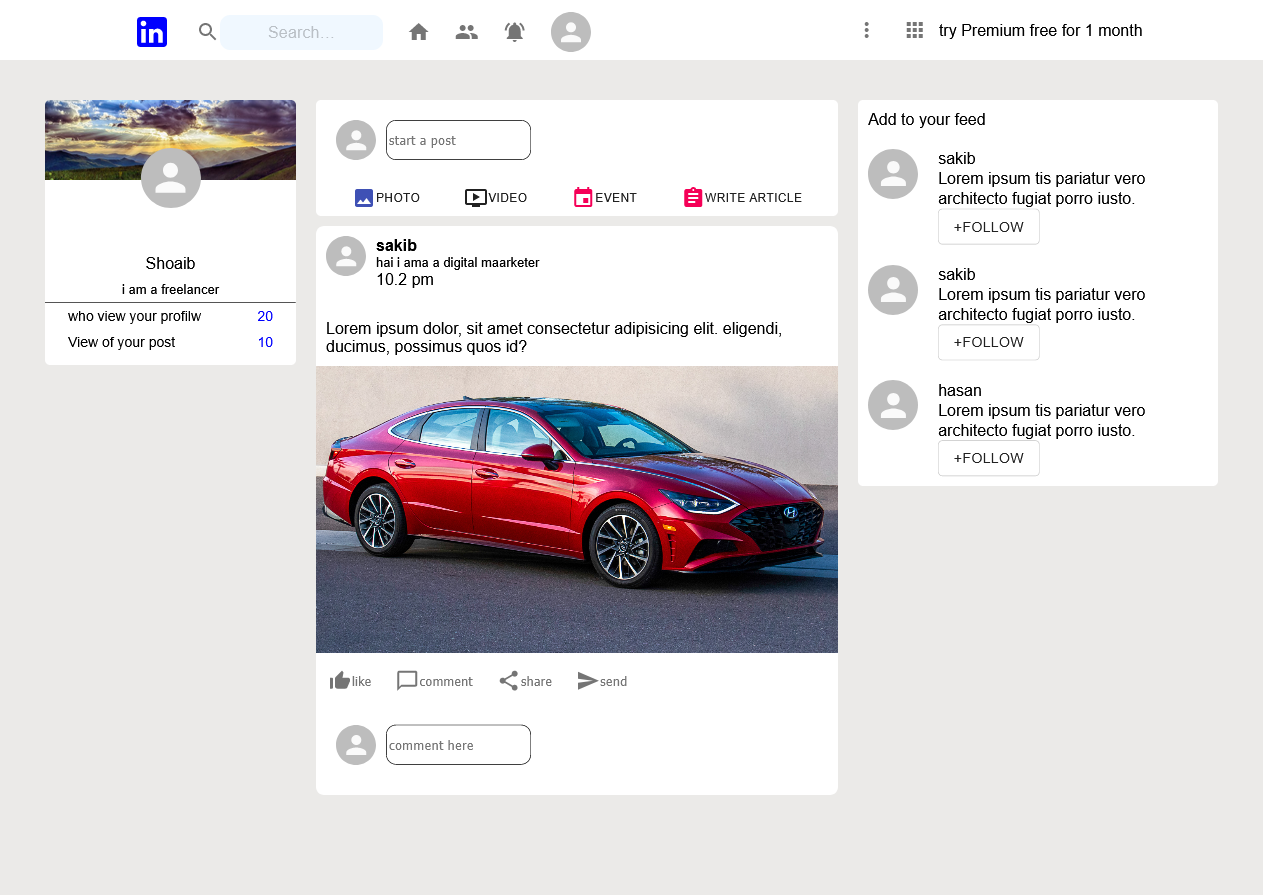 in
Search...
try Premium free for 1 month
Shoaib
i am a freelancer
who view your profilw 20
View of your post 10
start a post
PHOTO VIDEO EVENT WRITE ARTICLE
sakib
hai i ama a digital maarketer
10.2 pm
Lorem ipsum dolor, sit amet consectetur adipisicing elit. eligendi,
ducimus, possimus quos id?
like comment share send
comment here
Add to your feed
sakib
Lorem ipsum tis pariatur vero
architecto fugiat porro iusto.
+FOLLOW
sakib
Lorem ipsum tis pariatur vero
architecto fugiat porro iusto.
+FOLLOW
hasan
Lorem ipsum tis pariatur vero
architecto fugiat porro iusto.
+FOLLOW